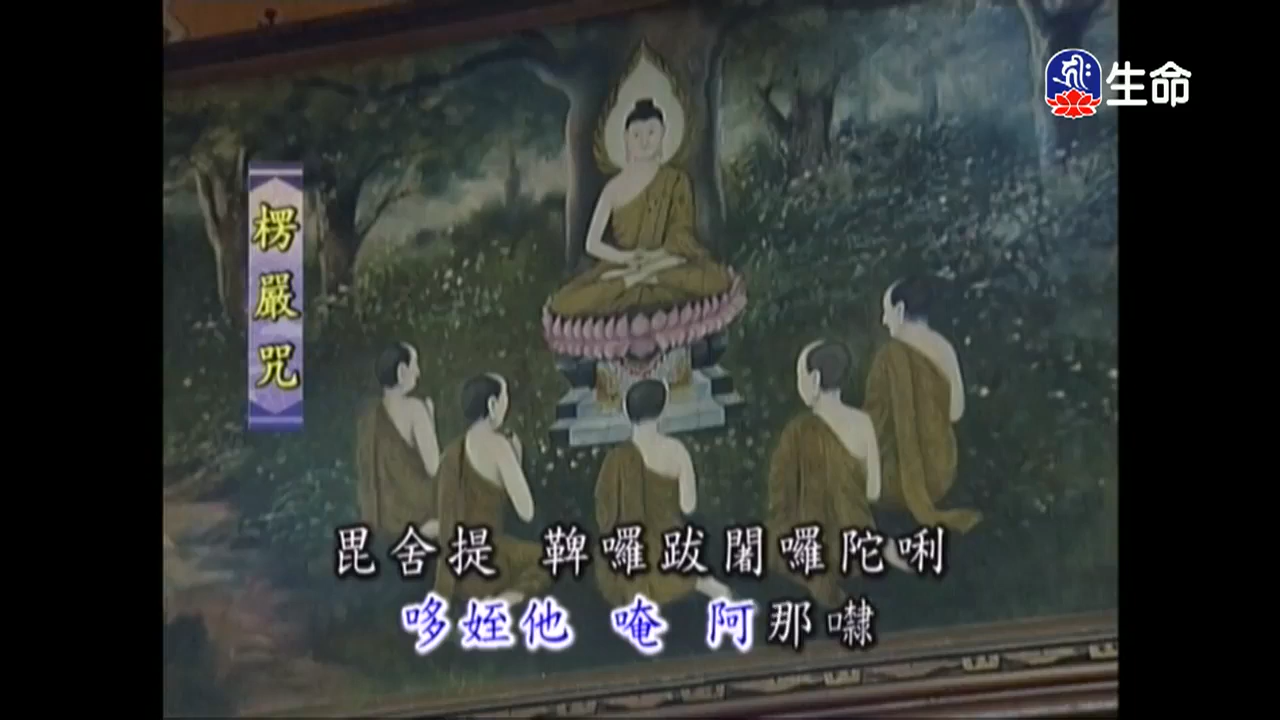 生命
楞嚴咒
毘舍提 鞞囉跋闍囉陀唎
哆姪他 唵 阿那㘑